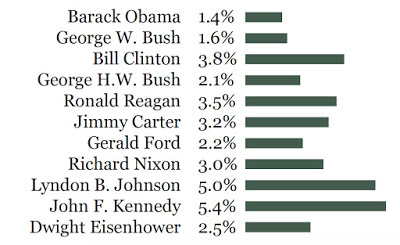 Barack Obama 1.4%
George W. Bush 1.6%
Bill Clinton 3.8%
George H.W. Bush 2.1%
Ronald Reagan 3.5%
Jimmy Carter 3.2%
Gerald Ford 2.2%
Richard Nixon 3.0%
Lyndon B. Johnson 5.0%
John F. Kennedy 5.4%
Dwight Eisenhower 2.5%